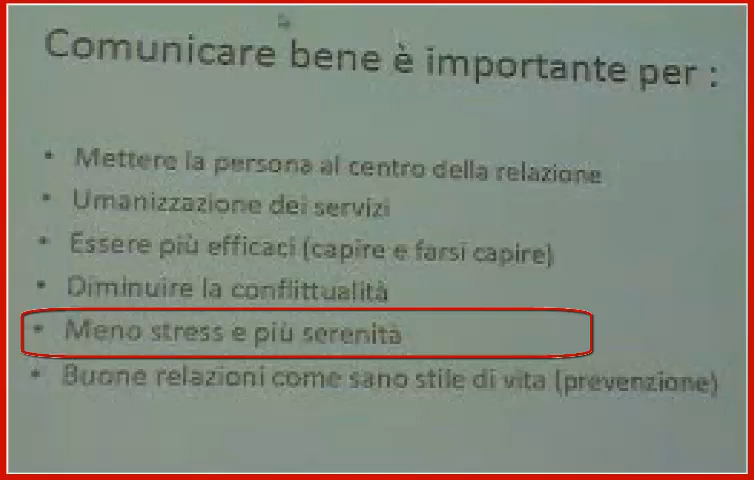 Comunicare bene è importante per :
• Mettere la persona al centro della relazione
• Umanizzazione dei servizi
• Essere più efficaci (capire e farsi capire)
• Diminuire la conflittualità
• Meno stress e più serenità
• Buone relazioni come sano stile di vita (prevenzione)